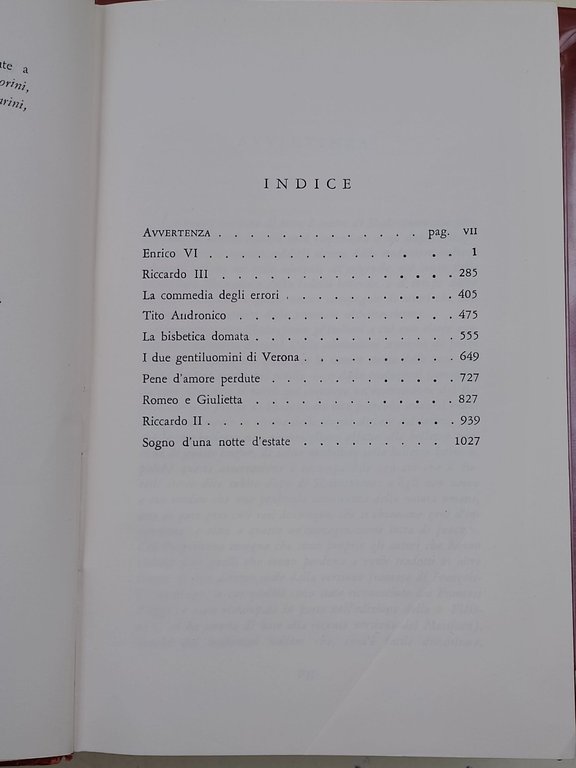 a
INDICE
AVVERTENZA . . . . . . . . . . . . . pag. VII
Enrico VI . . . . . . . . . . . . . . 1
Riccardo III . . . . . . . . . . . . . 285
La commedia degli errori . . . . . . . . . . 405
Tito Andronico . . . . . . . . . . . . 475
La bisbetica domata . . . . . . . . . . . 555
I due gentiluomini di Verona . . . . . . . . . 649
Pene d'amore perdute . . . . . . . . . . . 727
Romeo e Giulietta . . . . . . . . . . . . 827
Riccardo II . . . . . . . . . . . . . . 939
Sogno d'una notte d'estate . . . . . . . . . 1027